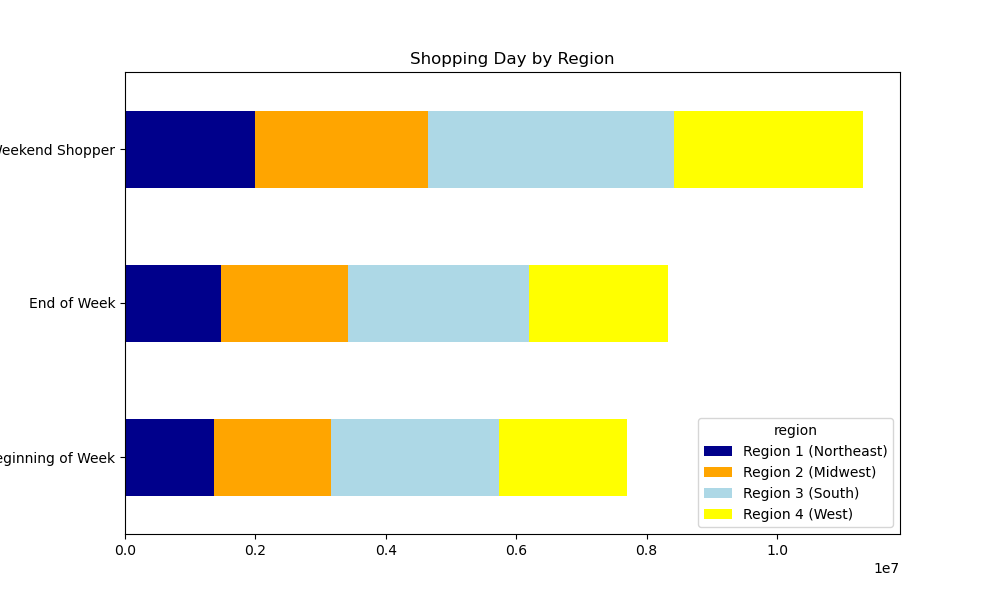 Shopping Day by Region
Weekend Shopper
End of Week
eginning of Week
region
Region 1 (Northeast)
Region 2 (Midwest)
Region 3 (South)
Region 4 (West)
0.0 0.2 0.4 0.6 0.8 1.0
1e7